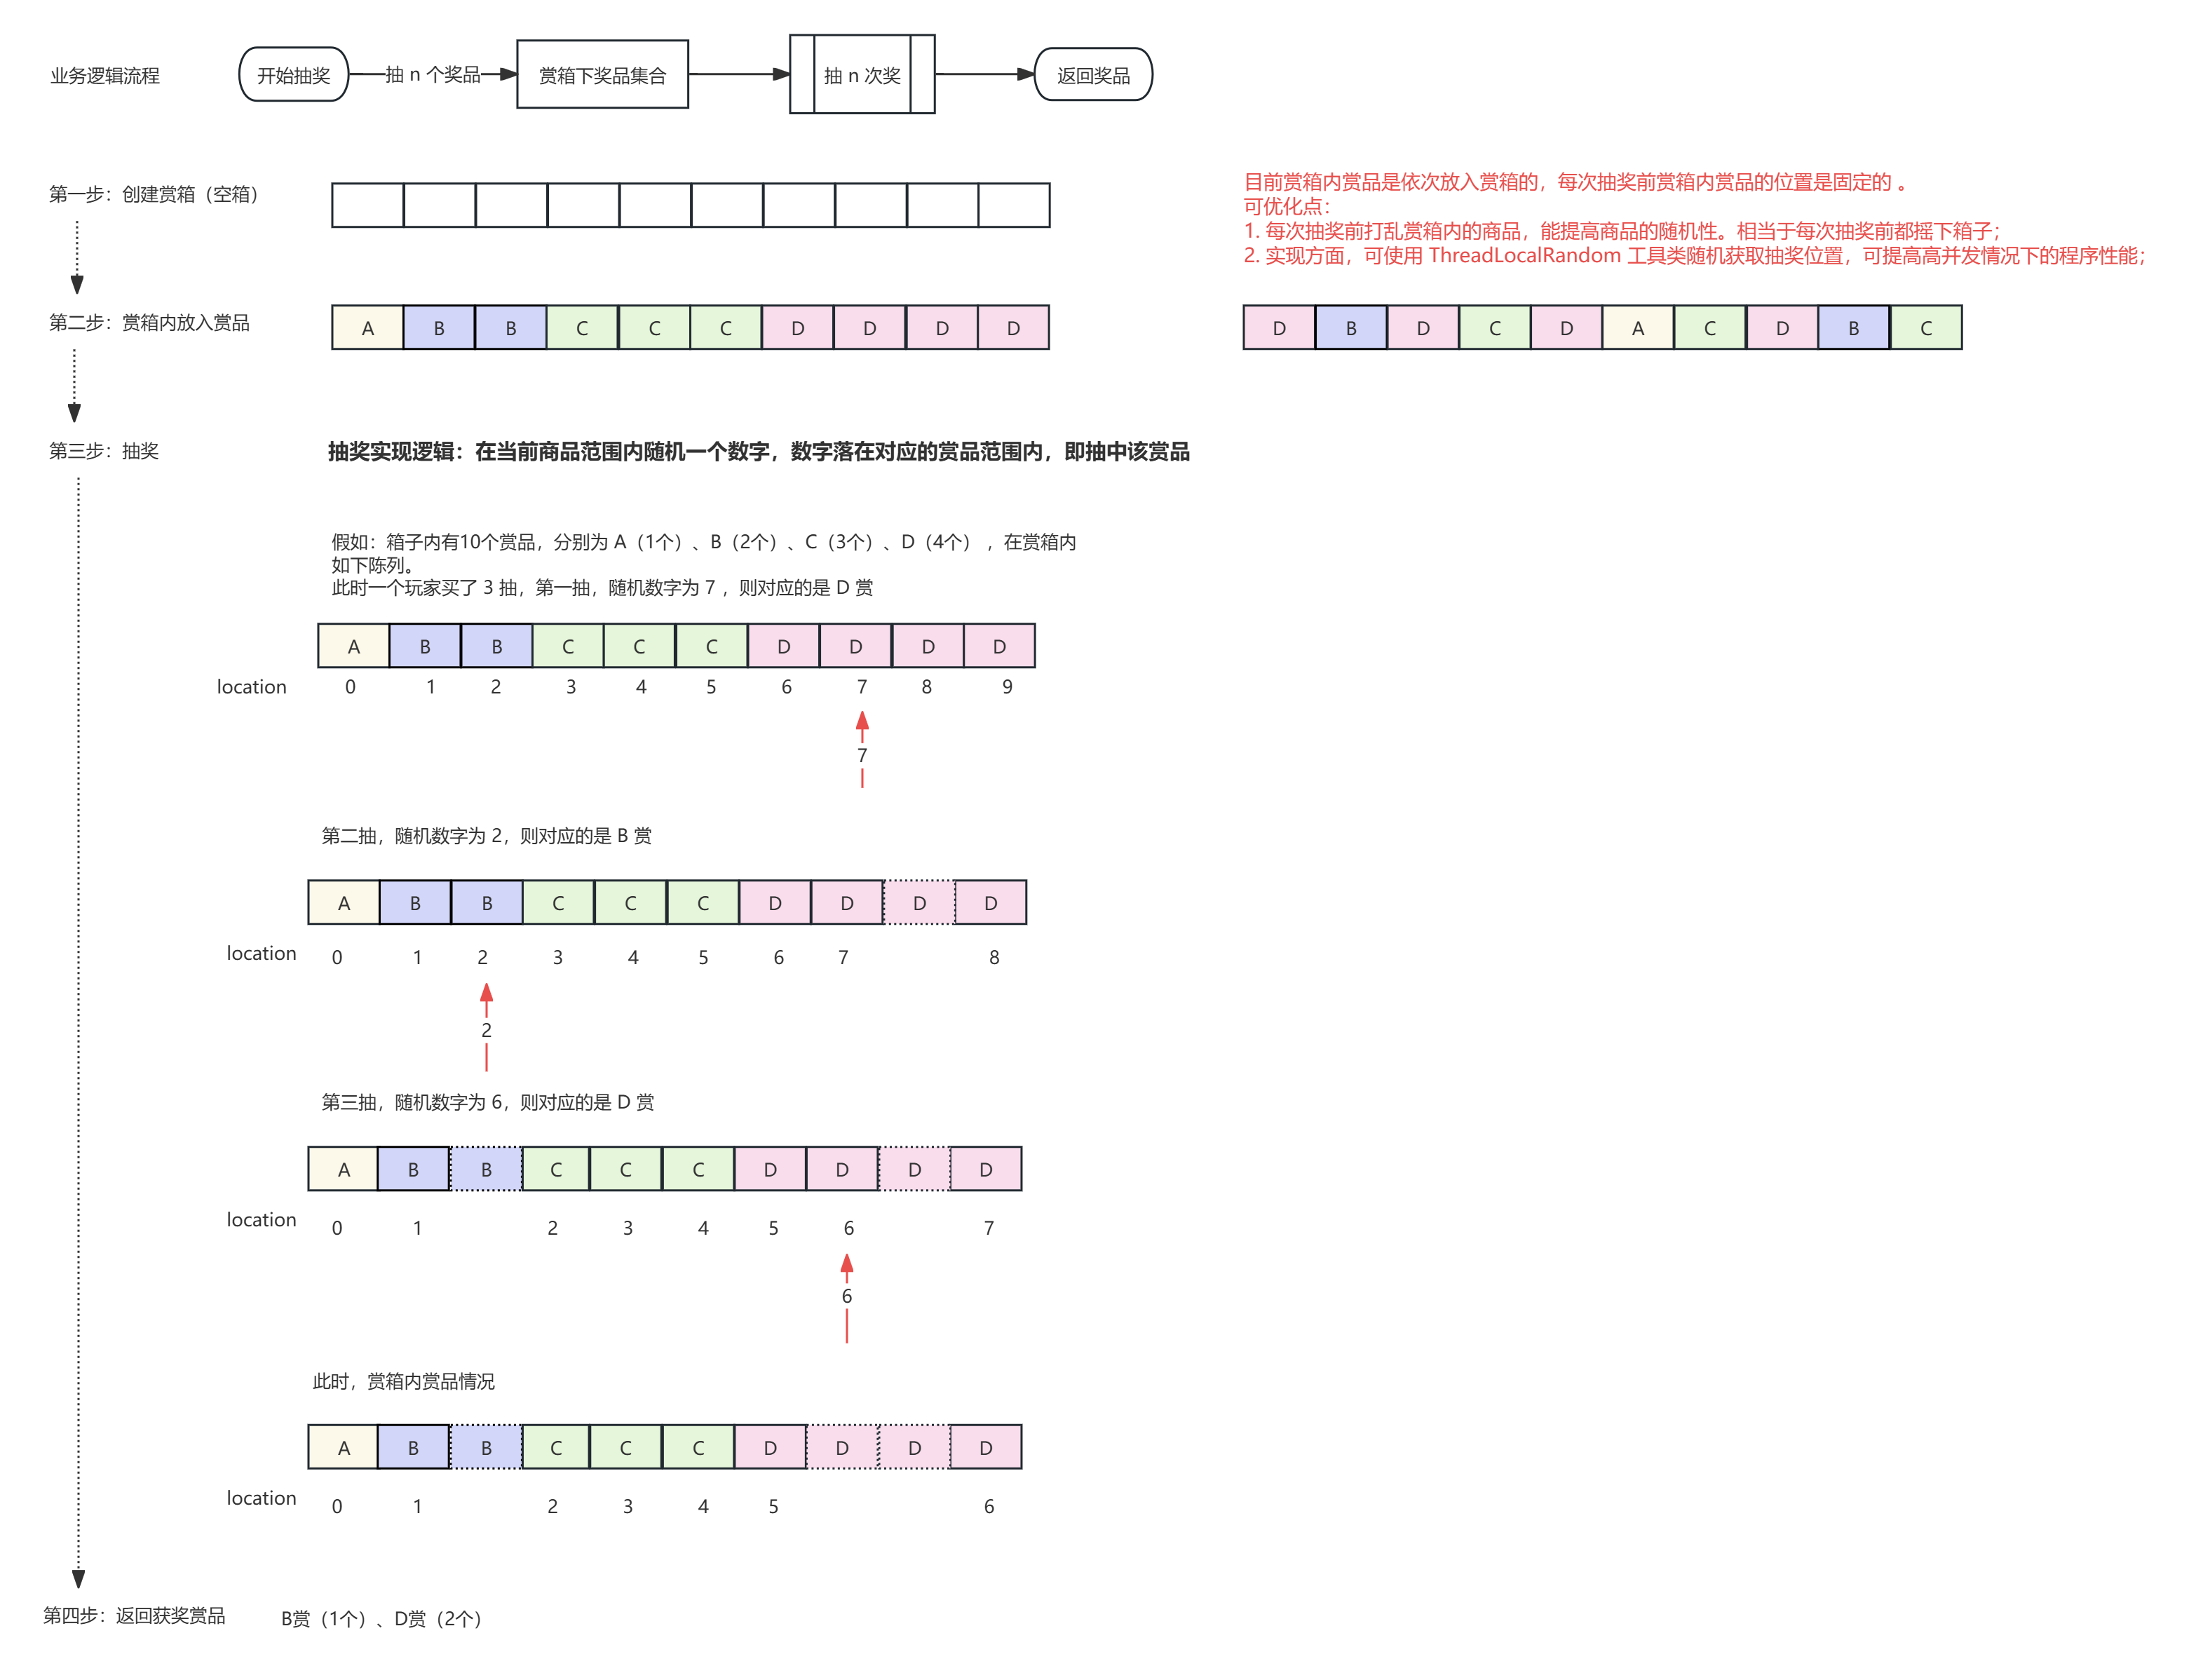 业务逻辑流程
开始抽奖
抽 n 个奖品
赏箱下奖品集合
抽 n 次奖
返回奖品
第一步：创建赏箱（空箱）
目前赏箱内赏品是依次放入赏箱的，每次抽奖前赏箱内赏品的位置是固定的 。
可优化点：
1. 每次抽奖前打乱赏箱内的商品，能提高商品的随机性。相当于每次抽奖前都摇下箱子；
2. 实现方面，可使用 ThreadLocalRandom 工具类随机获取抽奖位置，可提高高并发情况下的程序性能；
第二步：赏箱内放入赏品
A B B C C C D D D D
D B D C D A C D B C
第三步：抽奖
抽奖实现逻辑：在当前商品范围内随机一个数字，数字落在对应的赏品范围内，即抽中该赏品
假如：箱子内有10个赏品，分别为 A（1个）、B（2个）、C（3个）、D（4个） ，在赏箱内
如下陈列。
此时一个玩家买了 3 抽，第一抽，随机数字为 7 ，则对应的是 D 赏
A B B C C C D D D D
location 0 1 2 3 4 5 6 7 8 9
7
第二抽，随机数字为 2，则对应的是 B 赏
A B B C C C D D D D
location 0 1 2 3 4 5 6 7 8
2
第三抽，随机数字为 6，则对应的是 D 赏
A B B C C C D D D D
location 0 1 2 3 4 5 6 7
6
此时，赏箱内赏品情况
A B B C C C D D D D
location 0 1 2 3 4 5 6
第四步：返回获奖赏品
B赏（1个）、D赏（2个）